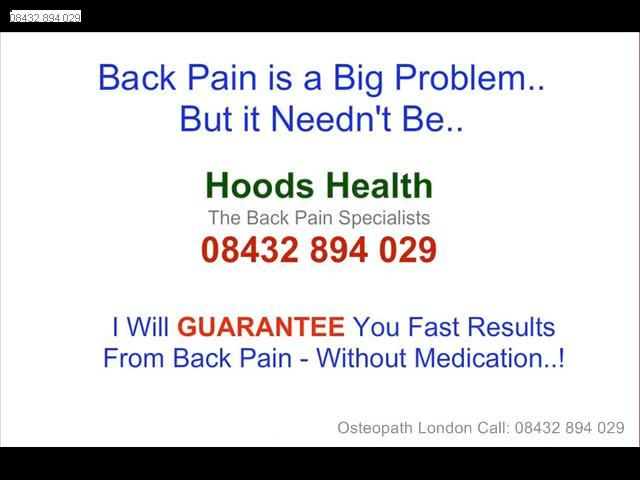 08432 894 029
Back Pain is a Big Problem..
But it Needn't Be..
Hoods Health
The Back Pain Specialists
08432 894 029
I Will GUARANTEE You Fast Results
From Back Pain - Without Medication..!
Osteopath London Call: 08432 894 029